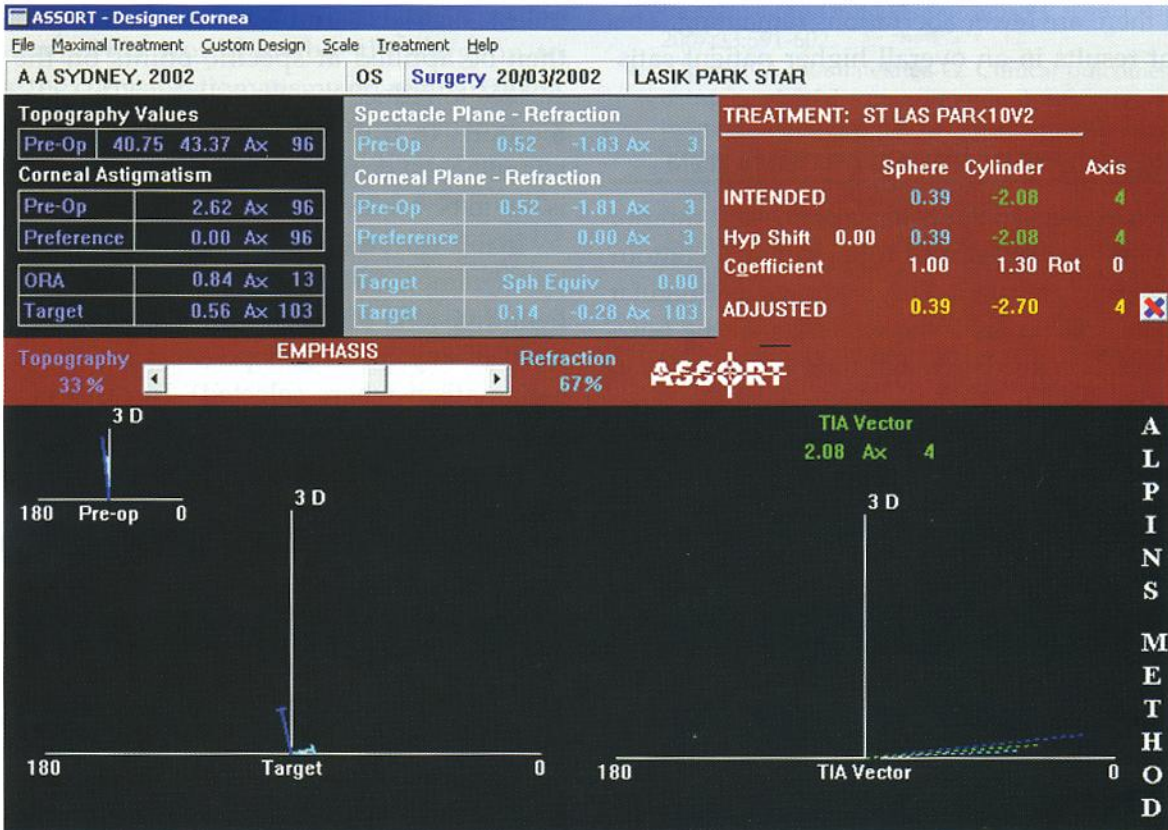 ASSORT - Designer Cornea
File Maximal Treatment Custom Design Scale Treatment Help
A A SYDNEY, 2002 OS Surgery 20/03/2002 LASIK PARK STAR
Topography Values
Pre-Op 40.75 43.37 Ax 96
Corneal Astigmatism
Pre-Op 2.62 Ax 96
Preference 0.00 Ax 96
ORA 0.84 Ax 13
Target 0.56 Ax 103
Spectacle Plane - Refraction
Pre-Op 0.52 -1.83 Ax 3
Corneal Plane - Refraction
Pre-Op 0.52 -1.81 Ax 3
Preference 0.00 Ax 3
Target Sph Equiv 0.00
Target 0.14 -0.28 Ax 103
TREATMENT: ST LAS PAR<10V2
Sphere Cylinder Axis
INTENDED 0.39 -2.08 4
Hyp Shift 0.00 0.39 -2.08 4
Coefficient 1.00 1.30 Rot 0
ADJUSTED 0.39 -2.70 4
Topography EMPHASIS Refraction
33 % 67%
ASSORT
3 D
180 Pre-op 0
3 D
180 Target 0
TIA Vector
2.08 Ax 4
3 D
180 TIA Vector 0
ALPINS METHOD